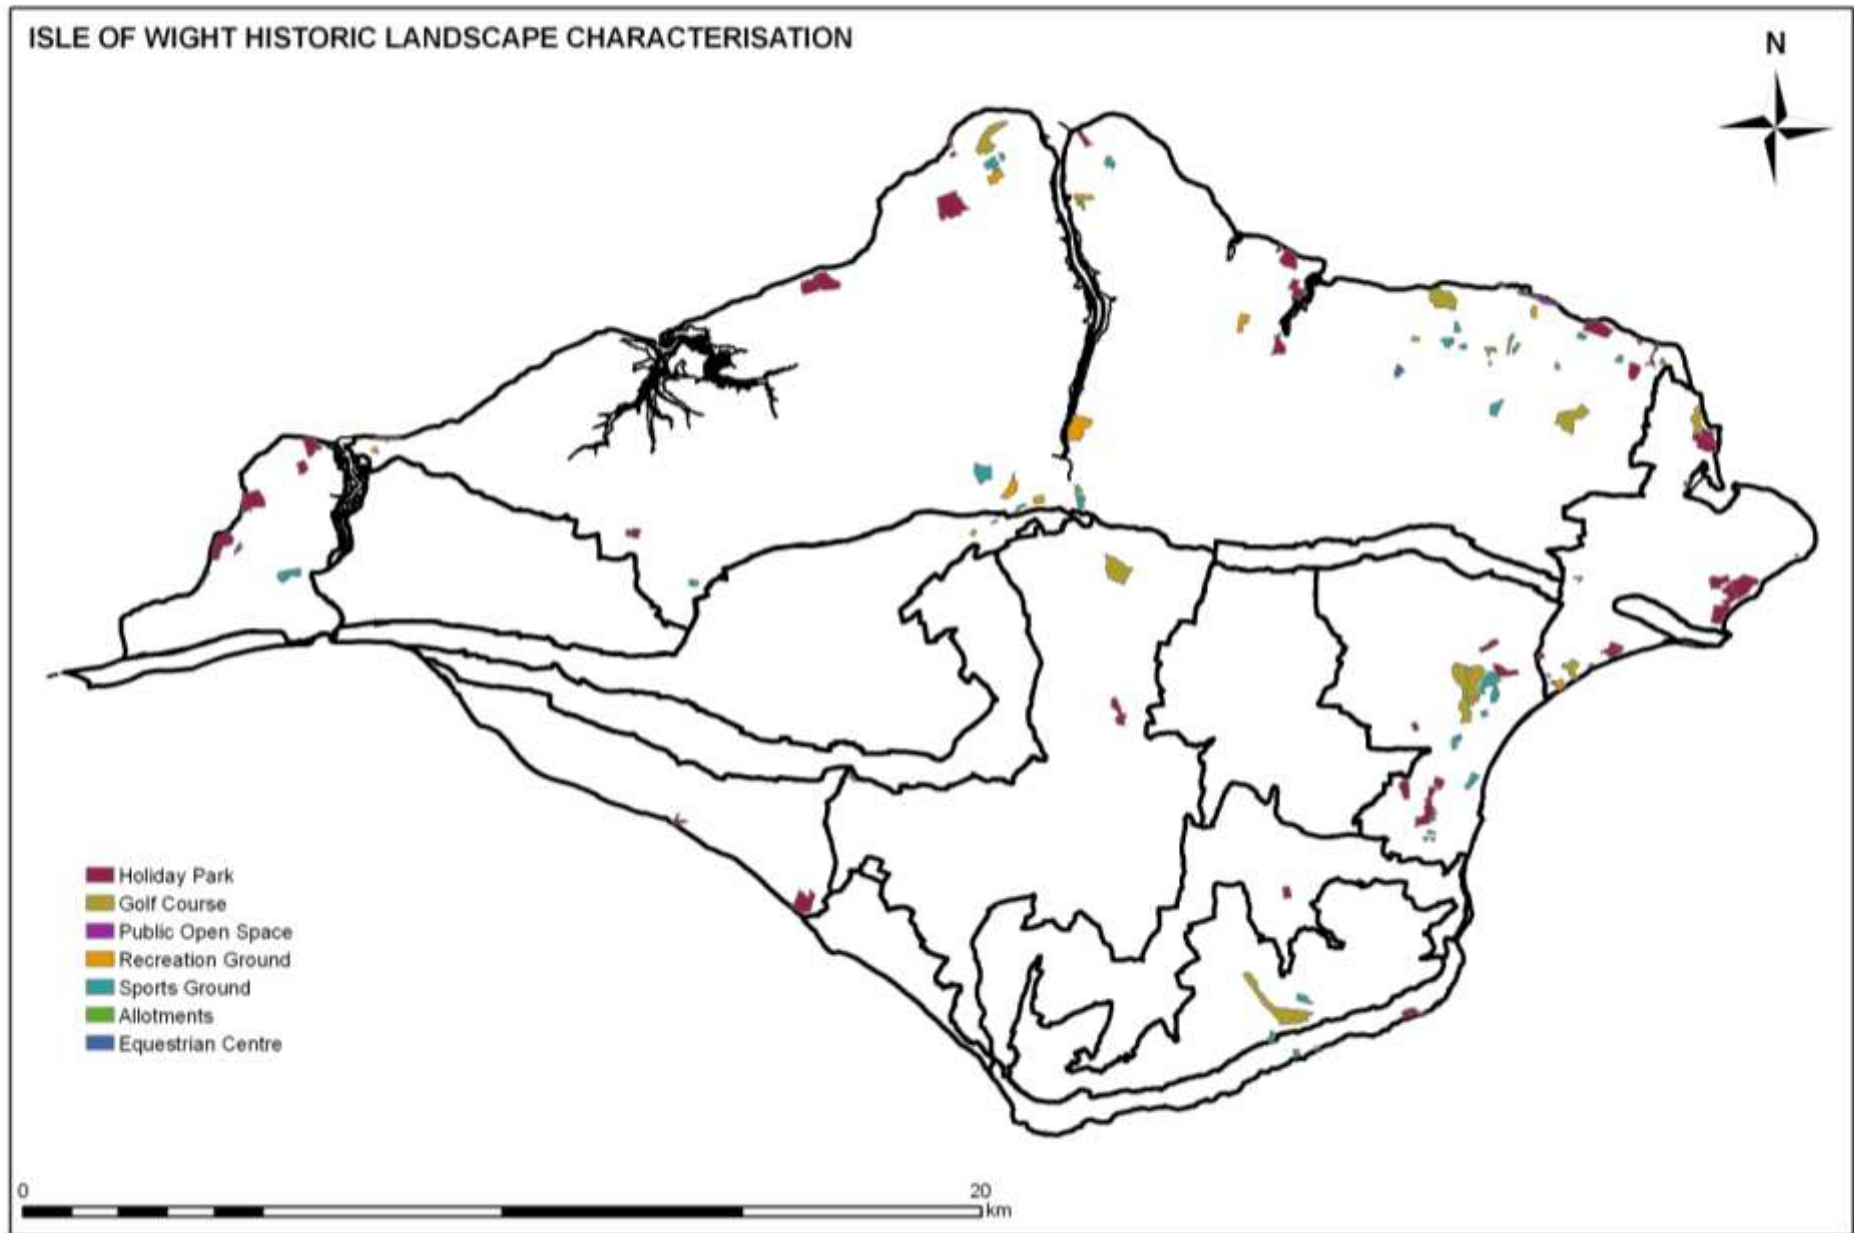 ISLE OF WIGHT HISTORIC LANDSCAPE CHARACTERISATION
N
Holiday Park
Golf Course
Public Open Space
Recreation Ground
Sports Ground
Allotments
Equestrian Centre
0 20
km